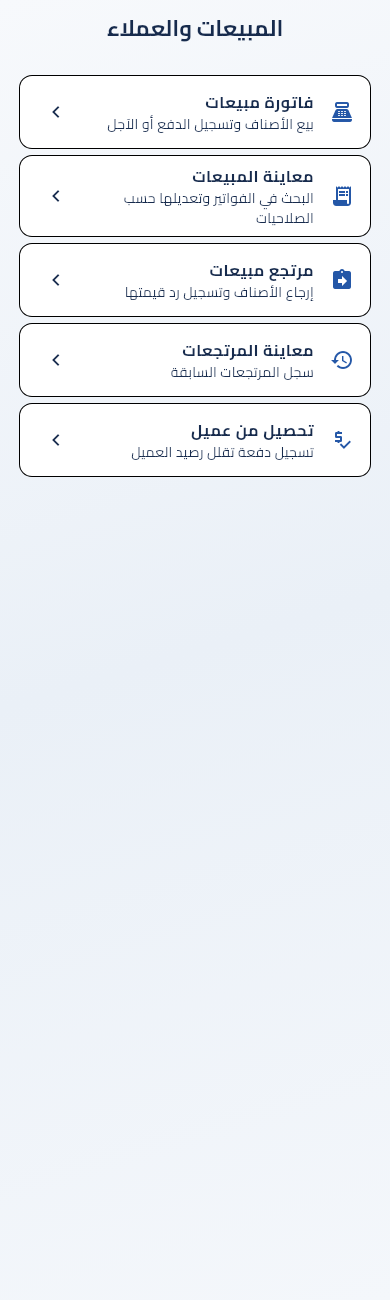 المبيعات والعملاء
فاتورة مبيعات
بيع الأصناف وتسجيل الدفع أو الآجل
معاينة المبيعات
البحث في الفواتير وتعديلها حسب
الصلاحيات
مرتجع مبيعات
إرجاع الأصناف وتسجيل رد قيمتها
معاينة المرتجعات
سجل المرتجعات السابقة
تحصيل من عميل
تسجيل دفعة تقلل رصيد العميل